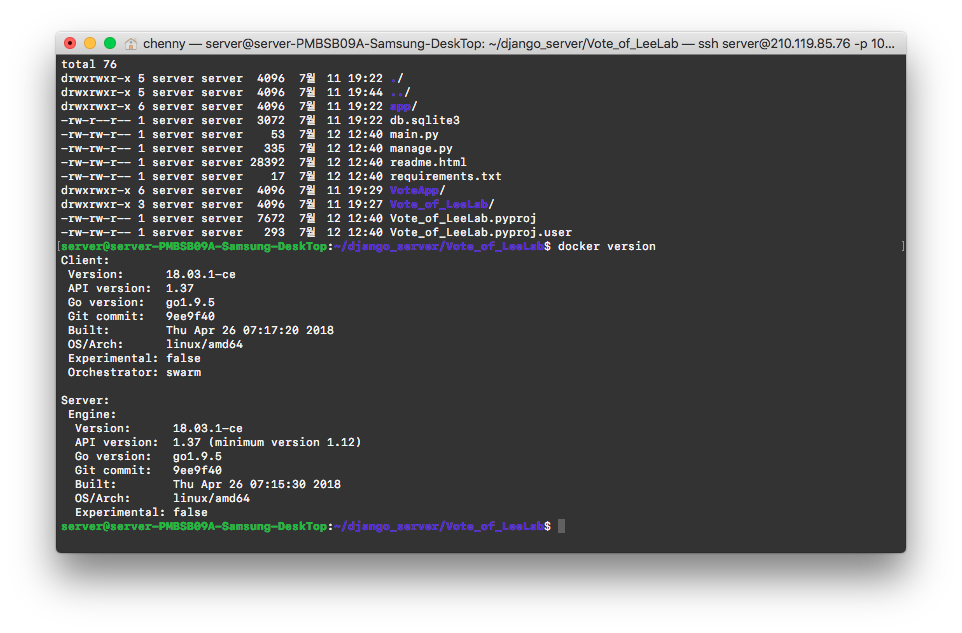 chenny — server@server-PMBSB09A-Samsung-DeskTop: ~/django_server/Vote_of_LeeLab — ssh server@210.119.85.76 -p 10...
total 76
drwxrwxr-x 5 server server  4096  7월 11 19:22 ./
drwxrwxr-x 5 server server  4096  7월 11 19:44 ../
drwxrwxr-x 6 server server  4096  7월 11 19:22 app/
-rw-r--r-- 1 server server  3072  7월 11 19:22 db.sqlite3
-rw-rw-r-- 1 server server    53  7월 12 12:40 main.py
-rw-rw-r-- 1 server server   335  7월 12 12:40 manage.py
-rw-rw-r-- 1 server server 28392  7월 12 12:40 readme.html
-rw-rw-r-- 1 server server    17  7월 12 12:40 requirements.txt
drwxrwxr-x 6 server server  4096  7월 11 19:29 VoteApp/
drwxrwxr-x 3 server server  4096  7월 11 19:27 Vote_of_LeeLab/
-rw-rw-r-- 1 server server  7672  7월 12 12:40 Vote_of_LeeLab.pyproj
-rw-rw-r-- 1 server server   293  7월 12 12:40 Vote_of_LeeLab.pyproj.user
[server@server-PMBSB09A-Samsung-DeskTop:~/django_server/Vote_of_LeeLab$ docker version ]
Client:
 Version:      18.03.1-ce
 API version:  1.37
 Go version:   go1.9.5
 Git commit:   9ee9f40
 Built:        Thu Apr 26 07:17:20 2018
 OS/Arch:      linux/amd64
 Experimental: false
 Orchestrator: swarm
Server:
 Engine:
  Version:      18.03.1-ce
  API version:  1.37 (minimum version 1.12)
  Go version:   go1.9.5
  Git commit:   9ee9f40
  Built:        Thu Apr 26 07:15:30 2018
  OS/Arch:      linux/amd64
  Experimental: false
server@server-PMBSB09A-Samsung-DeskTop:~/django_server/Vote_of_LeeLab$